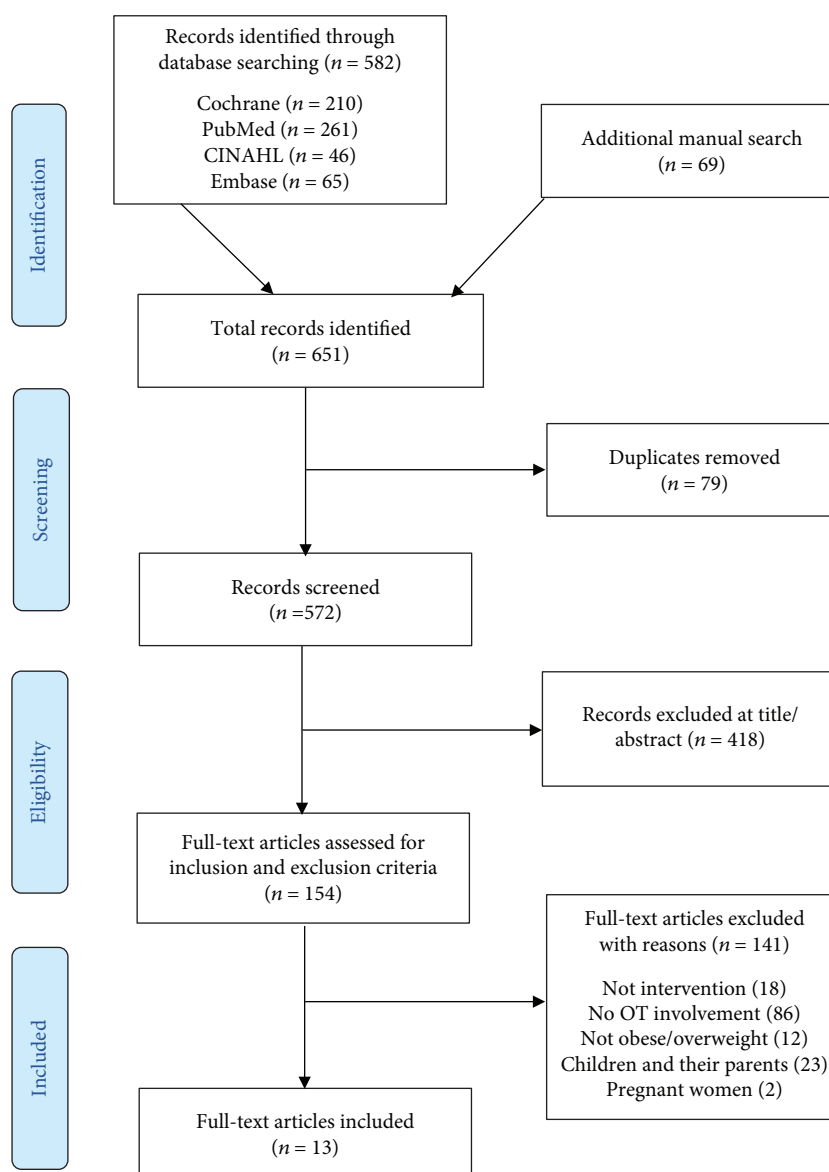 Records identified through
database searching (n = 582)
Cochrane (n = 210)
PubMed (n = 261)
CINAHL (n = 46)
Embase (n = 65)
Additional manual search
(n = 69)
Identification
Total records identified
(n = 651)
Screening
Duplicates removed
(n = 79)
Records screened
(n =572)
Eligibility
Records excluded at title/
abstract (n = 418)
Full-text articles assessed for
inclusion and exclusion criteria
(n = 154)
Full-text articles excluded
with reasons (n = 141)
Not intervention (18)
No OT involvement (86)
Not obese/overweight (12)
Children and their parents (23)
Pregnant women (2)
Included
Full-text articles included
(n = 13)